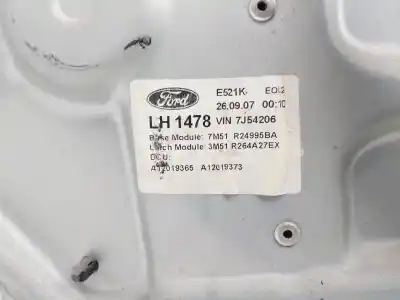 Ford E521K EOL2
26.09.07 00:10
LH 1478 VIN 7J54206
Base Module: 7M51 R24995BA
Latch Module: 3M51 R264A27EX
DCU:
A12019365 A12019373